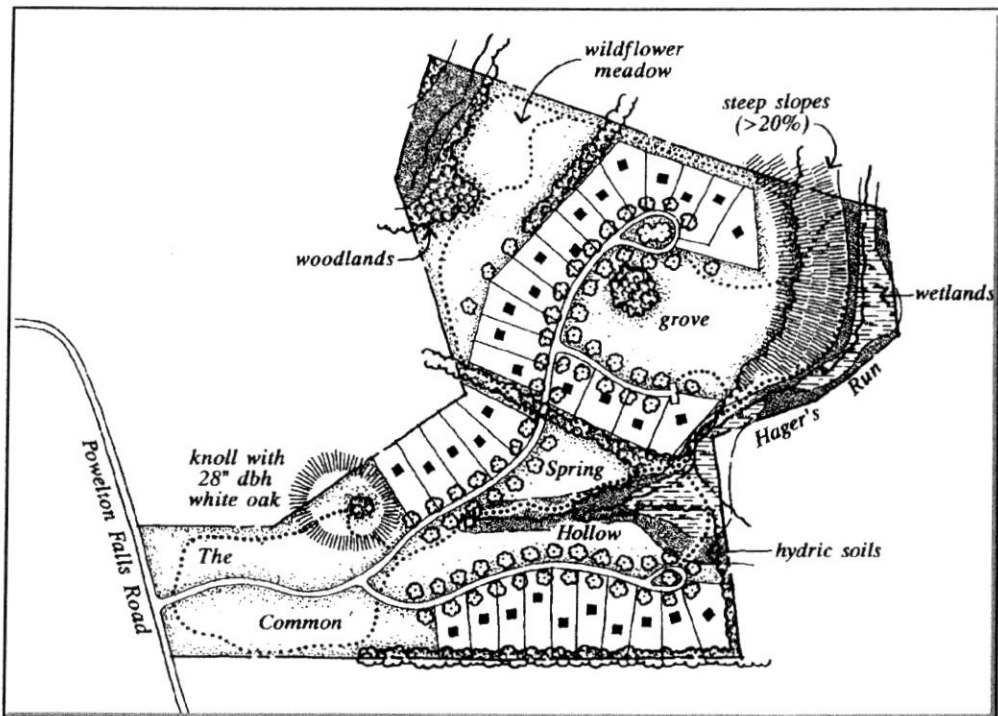 wildflower
meadow
steep slopes
(>20%)
woodlands
wetlands
grove
Hager's Run
knoll with
28" dbh
white oak
Spring
Hollow
Powelton Falls Road
The
Common
hydric soils